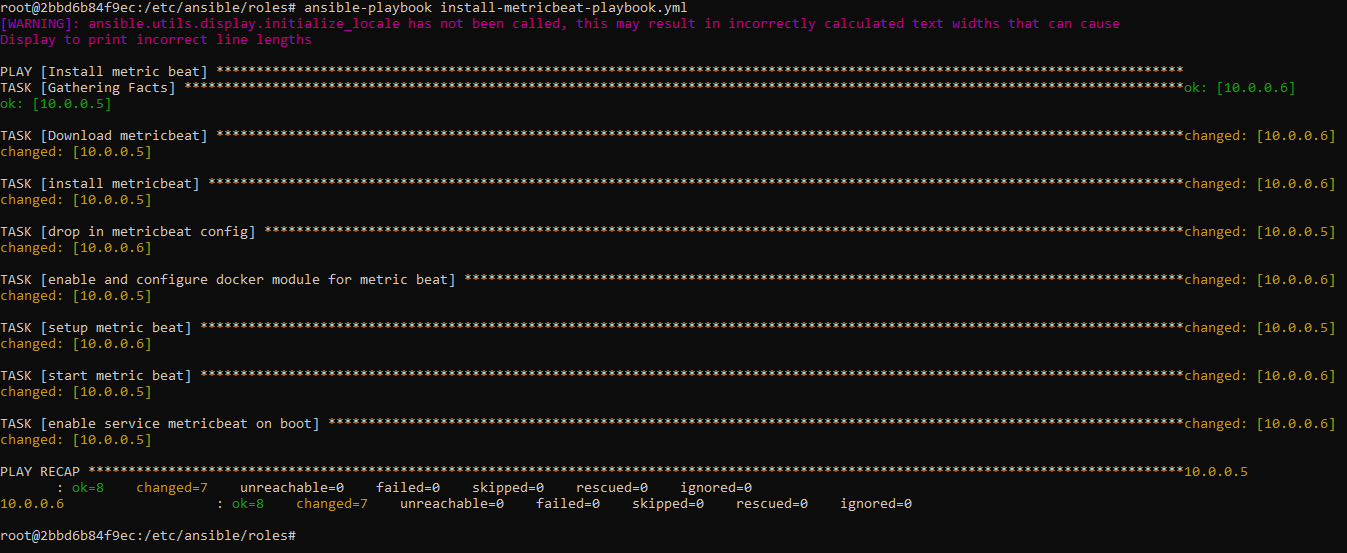 root@2bbd6b84f9ec:/etc/ansible/roles# ansible-playbook install-metricbeat-playbook.yml
[WARNING]: ansible.utils.display.initialize_locale has not been called, this may result in incorrectly calculated text widths that can cause
Display to print incorrect line lengths
PLAY [Install metric beat] *************************************************************************************************************************
TASK [Gathering Facts] *****************************************************************************************************************************ok: [10.0.0.6]
ok: [10.0.0.5]
TASK [Download metricbeat] *************************************************************************************************************************changed: [10.0.0.6]
changed: [10.0.0.5]
TASK [install metricbeat] **************************************************************************************************************************changed: [10.0.0.6]
changed: [10.0.0.5]
TASK [drop in metricbeat config] *******************************************************************************************************************changed: [10.0.0.5]
changed: [10.0.0.6]
TASK [enable and configure docker module for metric beat] ******************************************************************************************changed: [10.0.0.6]
changed: [10.0.0.5]
TASK [setup metric beat] ***************************************************************************************************************************changed: [10.0.0.5]
changed: [10.0.0.6]
TASK [start metric beat] ***************************************************************************************************************************changed: [10.0.0.6]
changed: [10.0.0.5]
TASK [enable service metricbeat on boot] ***********************************************************************************************************changed: [10.0.0.6]
changed: [10.0.0.5]
PLAY RECAP *****************************************************************************************************************************************10.0.0.5
       : ok=8    changed=7    unreachable=0    failed=0    skipped=0    rescued=0    ignored=0
10.0.0.6                   : ok=8    changed=7    unreachable=0    failed=0    skipped=0    rescued=0    ignored=0
root@2bbd6b84f9ec:/etc/ansible/roles#